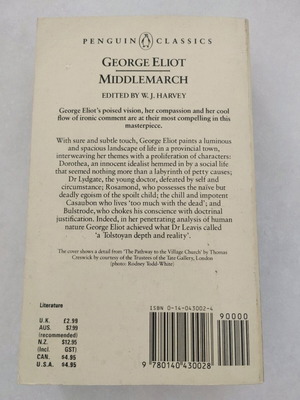 PENGUIN CLASSICS
GEORGE ELIOT
MIDDLEMARCH
EDITED BY W. J. HARVEY
George Eliot's poised vision, her compassion and her cool
flow of ironic comment are at their most compelling in this
masterpiece.
With sure and subtle touch, George Eliot paints a luminous
and spacious landscape of life in a provincial town,
interweaving her themes with a proliferation of characters:
Dorothea, an innocent idealist hemmed in by a social life
that seemed nothing more than a labyrinth of petty causes;
Dr Lydgate, the young doctor, defeated by self and
circumstance; Rosamond, who possesses the naïve but
deadly egoism of the spoilt child; the chill and impotent
Casaubon who lives 'too much with the dead'; and
Bulstrode, who chokes his conscience with doctrinal
justification. Indeed, in her penetrating analysis of human
nature George Eliot achieved what Dr Leavis called
'a Tolstoyan depth and reality'.
The cover shows a detail from 'The Pathway to the Village Church' by Thomas
Creswick by courtesy of the Trustees of the Tate Gallery, London
(photo: Rodney Todd-White)
Literature
U.K. £2.99
AUS. $7.99
(recommended)
N.Z. $12.95
(incl. GST)
CAN. $4.95
U.S.A. $4.95
ISBN 0-14-043002-4
90000
9 780140 430028